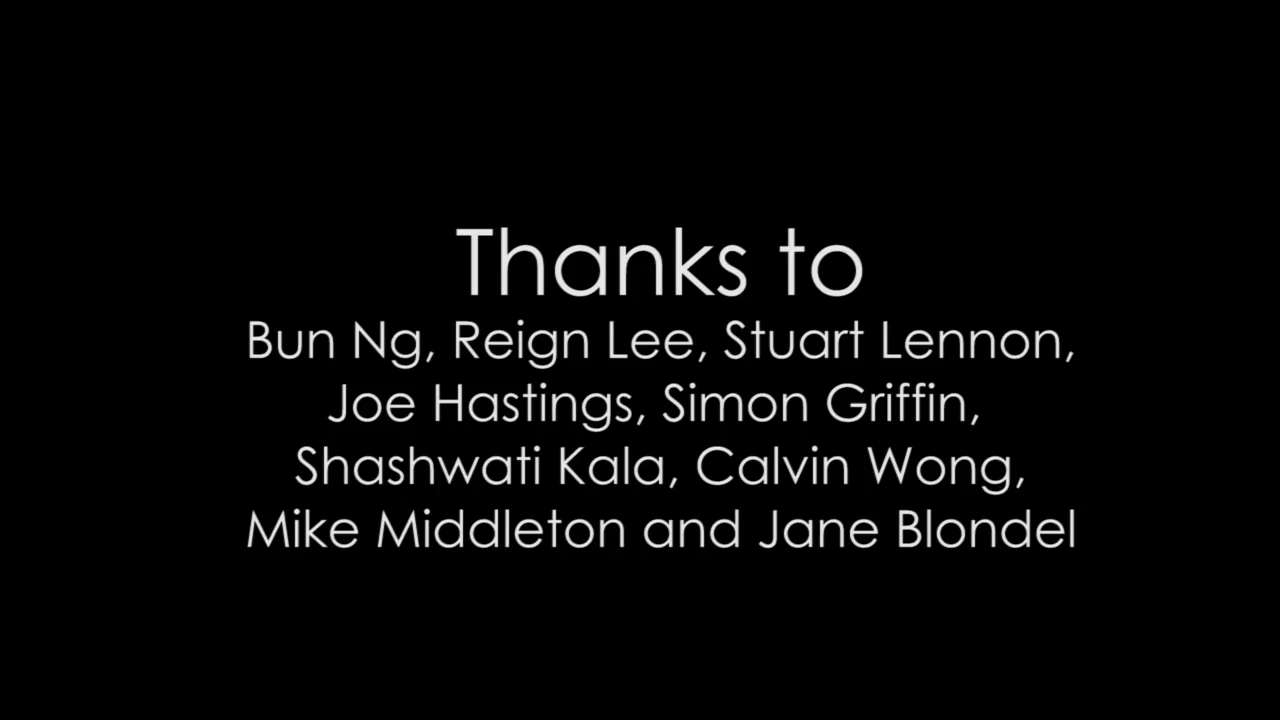 Thanks to
Bun Ng, Reign Lee, Stuart Lennon,
Joe Hastings, Simon Griffin,
Shashwati Kala, Calvin Wong,
Mike Middleton and Jane Blondel